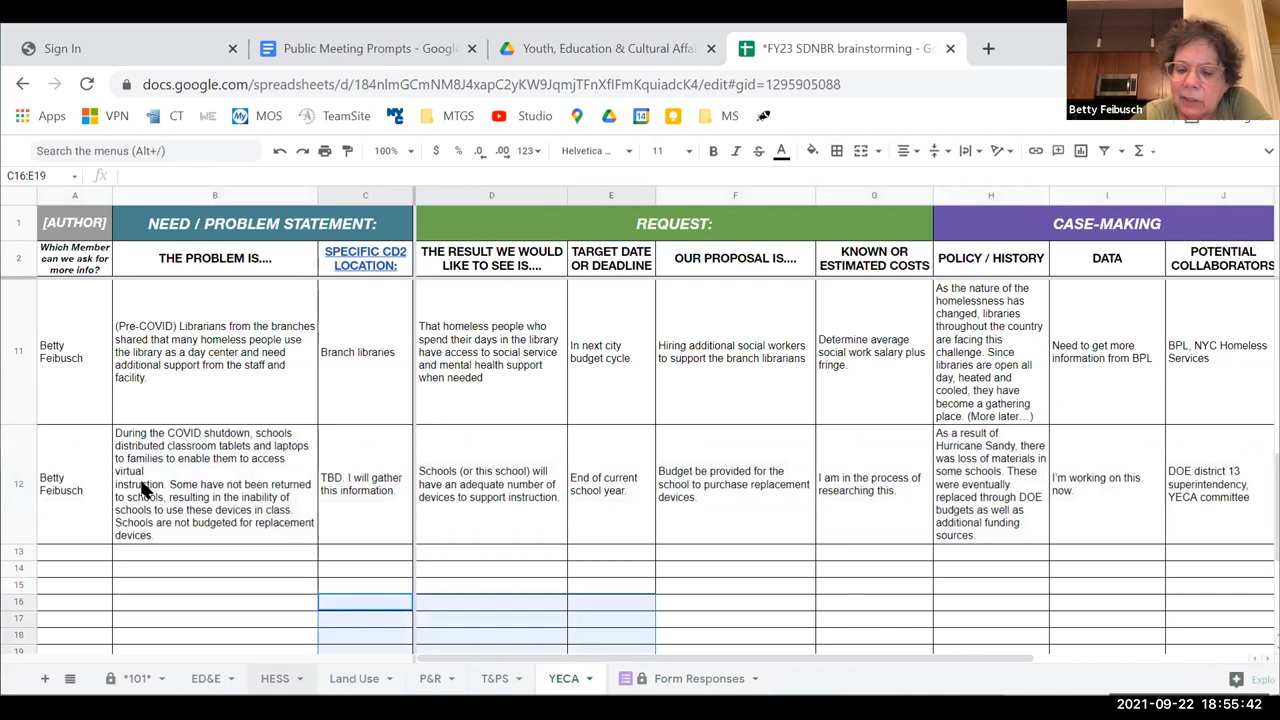 Sign In
Public Meeting Prompts - Google
Youth, Education & Cultural Affai
*FY23 SDNBR brainstorming - Go
docs.google.com/spreadsheets/d/184nlmGCmNM8J4xapC2yKW9JqmjTFnXfIFmKquiadcK4/edit#gid=1295905088
Apps
VPN
CT
WE
MOS
TeamSite
MTGS
Studio
MS
Betty Feibusch
Search the menus (Alt+/)
100%
$
%
.0
.00
123
Helvetica ...
11
B
I
S
A
C16:E19
fx
A
B
C
D
E
F
G
H
I
J
1
[AUTHOR]
NEED / PROBLEM STATEMENT:
REQUEST:
CASE-MAKING
2
Which Member
can we ask for
more info?
THE PROBLEM IS....
SPECIFIC CD2
LOCATION:
THE RESULT WE WOULD
LIKE TO SEE IS....
TARGET DATE
OR DEADLINE
OUR PROPOSAL IS....
KNOWN OR
ESTIMATED COSTS
POLICY / HISTORY
DATA
POTENTIAL
COLLABORATORS
11
Betty
Feibusch
(Pre-COVID) Librarians from the branches
shared that many homeless people use
the library as a day center and need
additional support from the staff and
facility.
Branch libraries
That homeless people who
spend their days in the library
have access to social service
and mental health support
when needed
In next city
budget cycle.
Hiring additional social workers
to support the branch librarians
Determine average
social work salary plus
fringe.
As the nature of the
homelessness has
changed, libraries
throughout the country
are facing this
challenge. Since
libraries are open all
day, heated and
cooled, they have
become a gathering
place. (More later…)
Need to get more
information from BPL
BPL, NYC Homeless
Services
12
Betty
Feibusch
During the COVID shutdown, schools
distributed classroom tablets and laptops
to families to enable them to access
virtual
instruction. Some have not been returned
to schools, resulting in the inability of
schools to use these devices in class.
Schools are not budgeted for replacement
devices.
TBD. I will gather
this information.
Schools (or this school) will
have an adequate number of
devices to support instruction.
End of current
school year.
Budget be provided for the
school to purchase replacement
devices.
I am in the process of
researching this.
As a result of
Hurricane Sandy, there
was loss of materials in
some schools. These
were eventually
replaced through DOE
budgets as well as
additional funding
sources.
I'm working on this
now.
DOE district 13
superintendency,
YECA committee
13
14
15
16
17
18
19
*101*
ED&E
HESS
Land Use
P&R
T&PS
YECA
Form Responses
Explo
2021-09-22 18:55:42